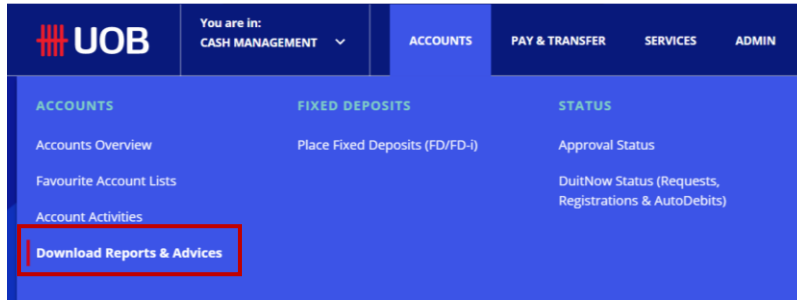 UOB
You are in:
CASH MANAGEMENT
ACCOUNTS
PAY & TRANSFER
SERVICES
ADMIN
ACCOUNTS
Accounts Overview
Favourite Account Lists
Account Activities
Download Reports & Advices
FIXED DEPOSITS
Place Fixed Deposits (FD/FD-i)
STATUS
Approval Status
DuitNow Status (Requests,
Registrations & AutoDebits)